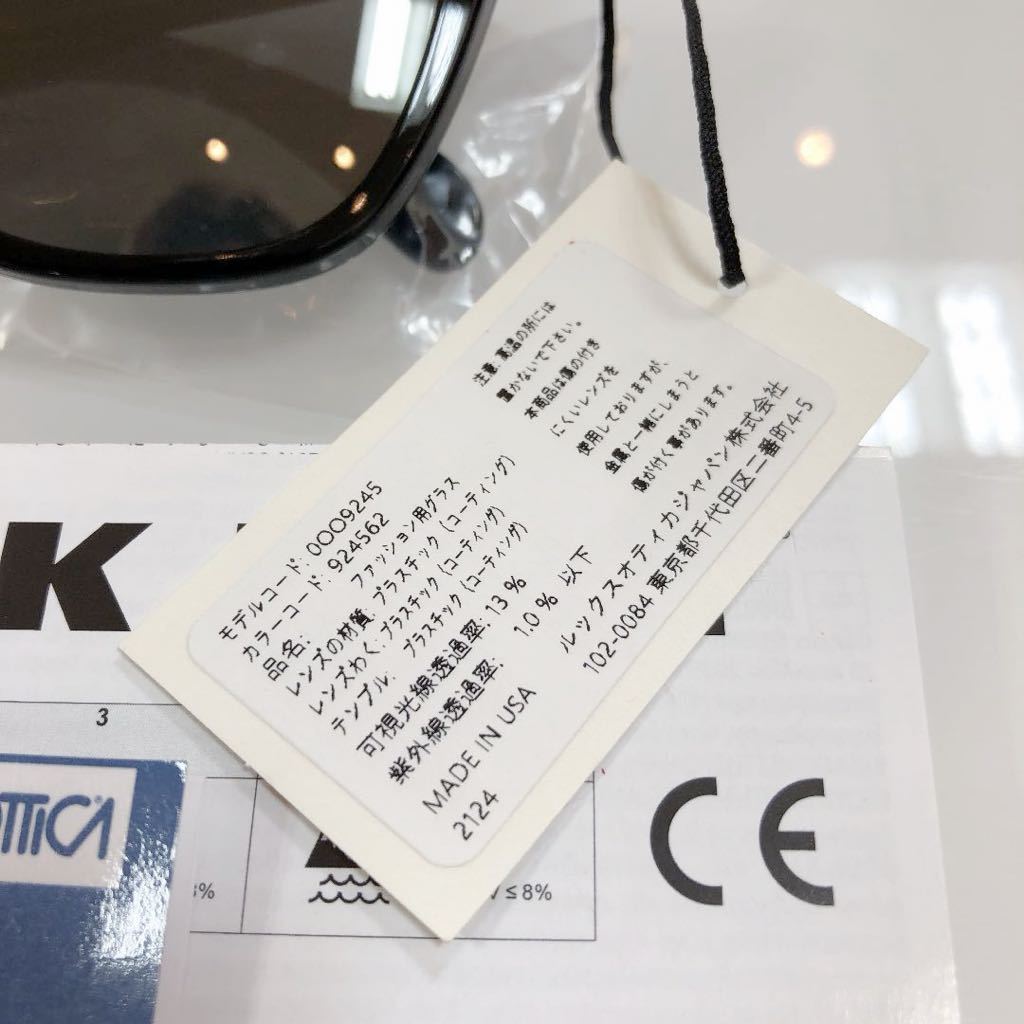 注意: 高温の所には
置かないで下さい。
本商品は傷の付き
にくいレンズを
使用しておりますが、
金属と一緒にしまうと
傷が付く事があります。
モデルコード: 0OO9245
カラーコード: 924562
品名: ファッション用グラス
レンズの材質: プラスチック (コーティング)
レンズわく: プラスチック (コーティング)
テンプル: プラスチック (コーティング)
可視光線透過率: 13 %
紫外線透過率: 1.0 % 以下
MADE IN USA
2124
ルックスオティカジャパン株式会社
102-0084 東京都千代田区二番町4-5
K
3
OTTICA
%
≤ 8%
CE